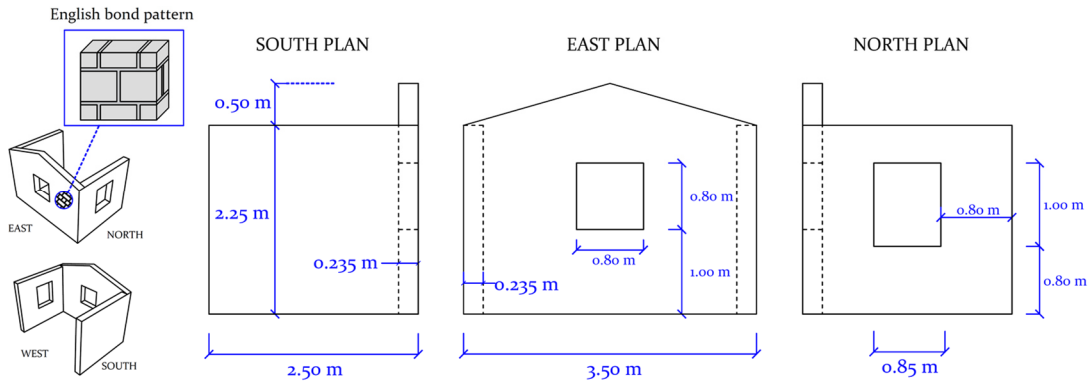 English bond pattern
EAST
NORTH
WEST
SOUTH
SOUTH PLAN
0.50 m
2.25 m
0.235 m
2.50 m
EAST PLAN
0.80 m
0.80 m
1.00 m
0.235 m
3.50 m
NORTH PLAN
0.80 m
1.00 m
0.80 m
0.85 m